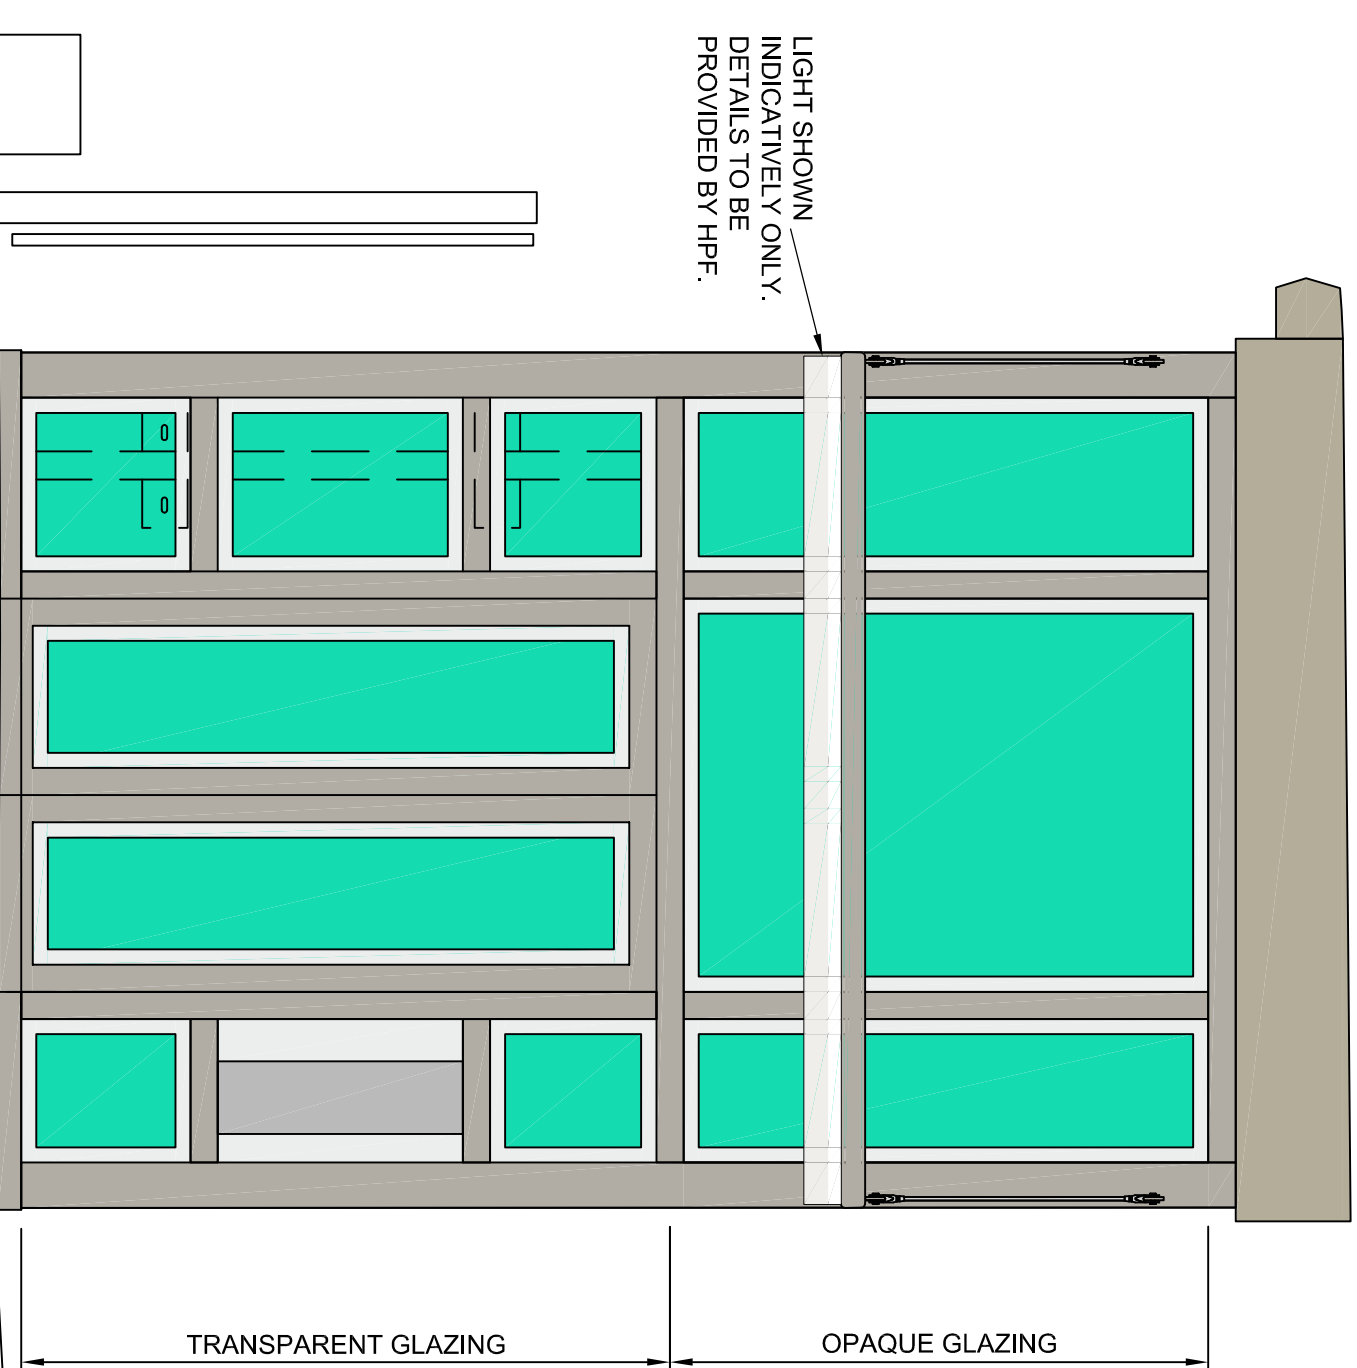 LIGHT SHOWN
INDICATIVELY ONLY.
DETAILS TO BE
PROVIDED BY HPF.
TRANSPARENT GLAZING
OPAQUE GLAZING